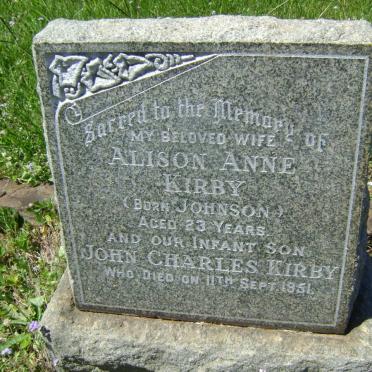 Sacred to the Memory of
MY BELOVED WIFE
ALISON ANNE
KIRBY
(BORN JOHNSON)
AGED 23 YEARS
AND OUR INFANT SON
JOHN CHARLES KIRBY
WHO DIED ON 11TH SEPT. 1951.